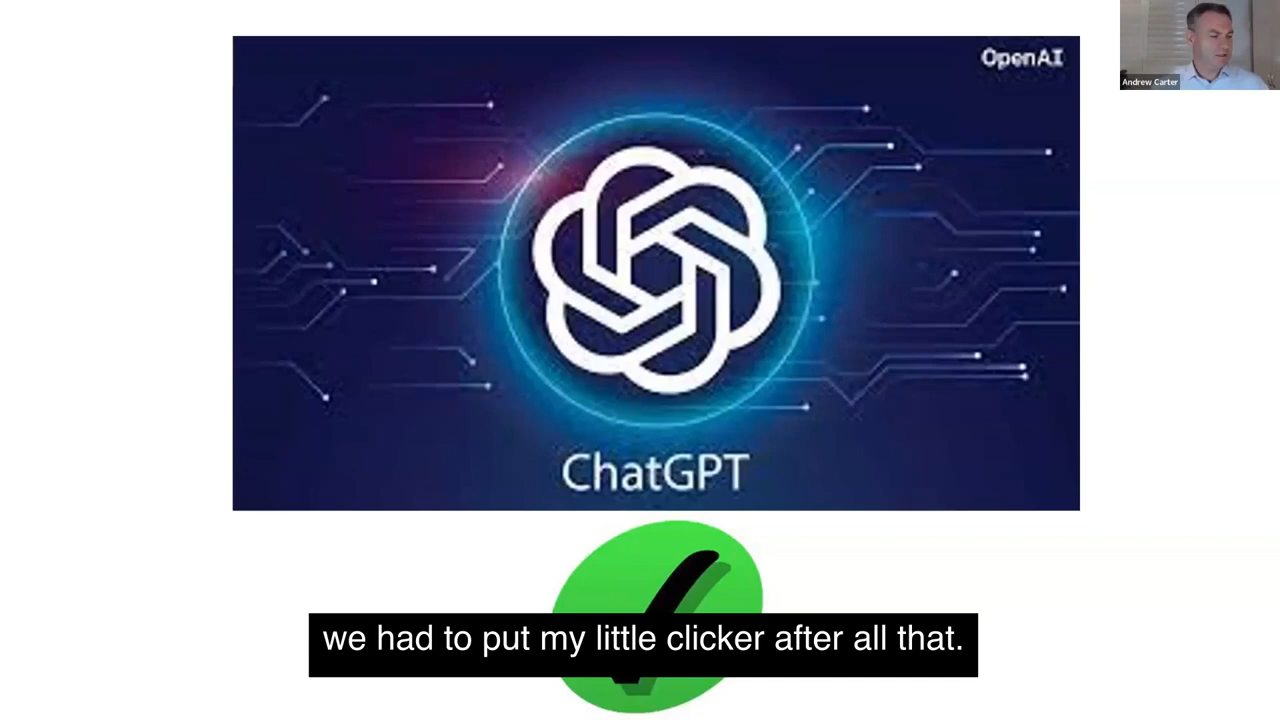 OpenAI
Andrew Carter
ChatGPT
we had to put my little clicker after all that.